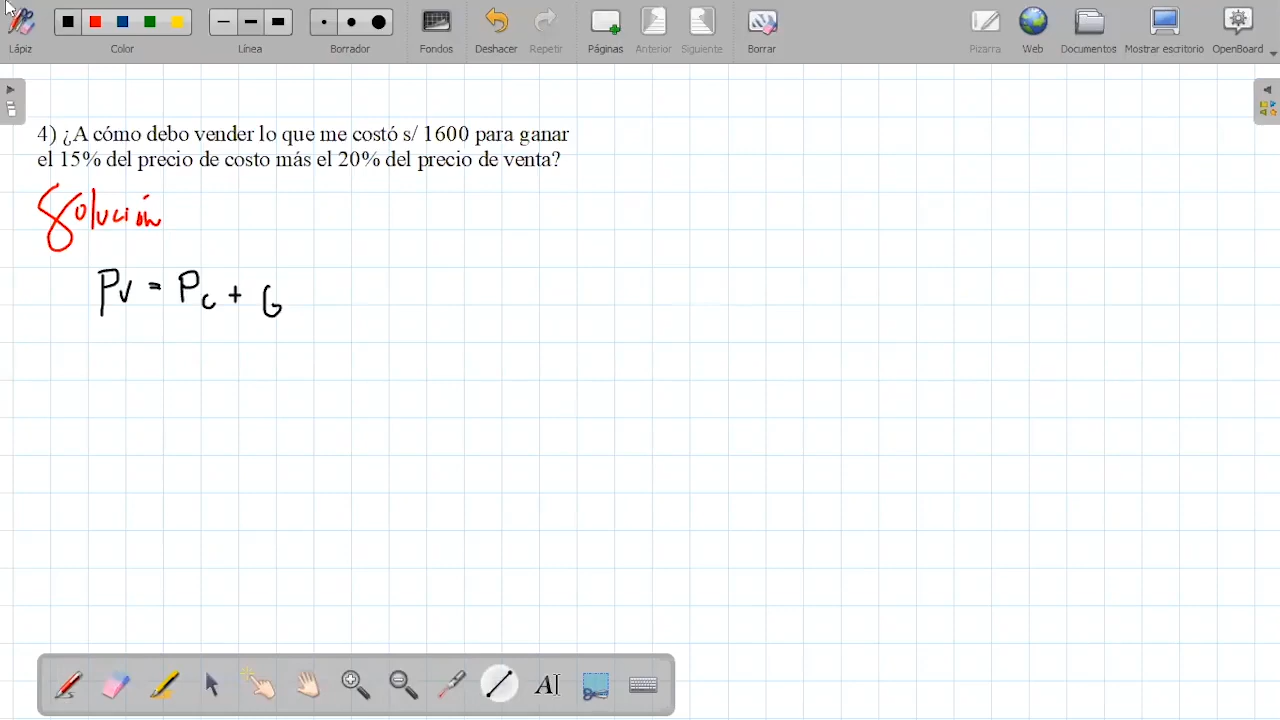 Lápiz Color Línea Borrador Fondos Deshacer Repetir Páginas Anterior Siguiente Borrar Pizarra Web Documentos Mostrar escritorio OpenBoard
4) ¿A cómo debo vender lo que me costó s/ 1600 para ganar
el 15% del precio de costo más el 20% del precio de venta?
Solución
Pv = Pc + G
A